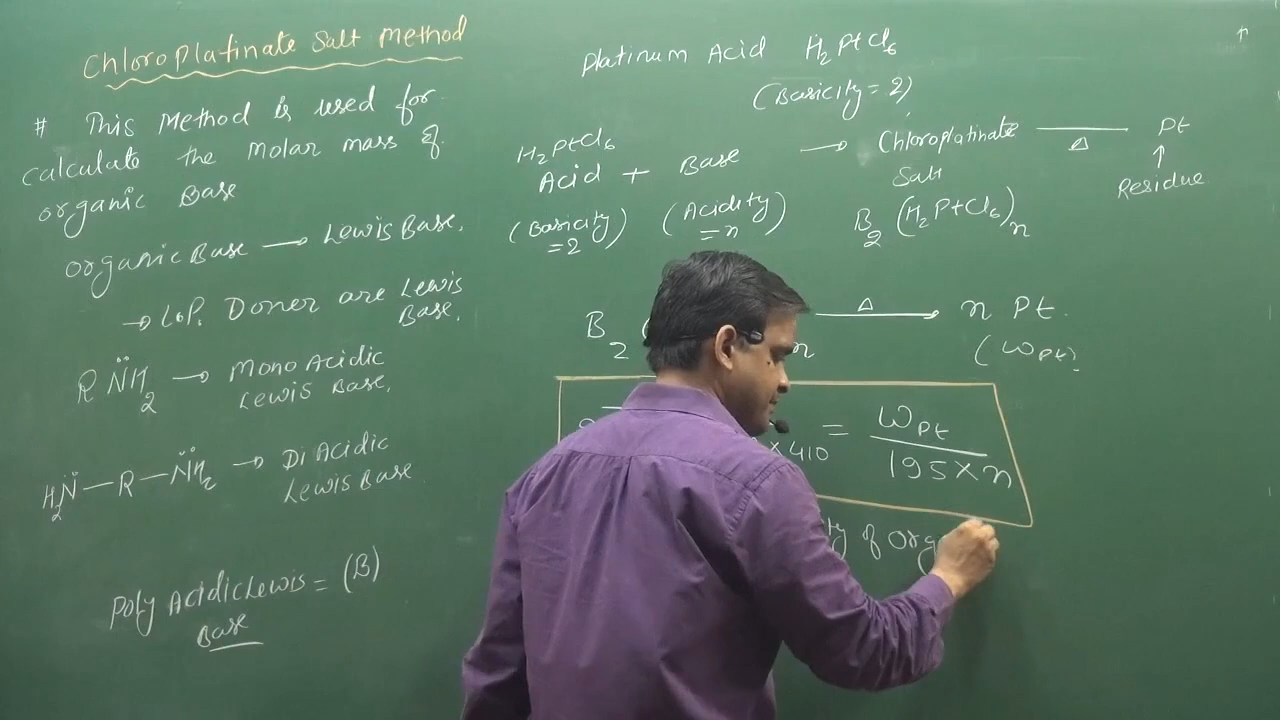 Chloroplatinate Salt Method
# This Method is used for
calculate the Molar mass of
organic Base
organic Base → Lewis Base.
→ L.P. Doner are Lewis
Base.
R N̈H₂ → Mono Acidic
Lewis Base.
H₂N̈ — R — N̈H₂ → Di Acidic
Lewis Base
Poly Acidic Lewis = (B)
Base
Platinum Acid H₂PtCl₆
(Basicity = 2)
H₂PtCl₆
Acid + Base → Chloroplatinate
Salt
Δ Pt
↑
Residue
(Basicity) (Acidity)
=2 =n
B₂(H₂PtCl₆)n
B₂ n Δ→ n Pt.
(WPt).
×410 = WPt
195×n
of org